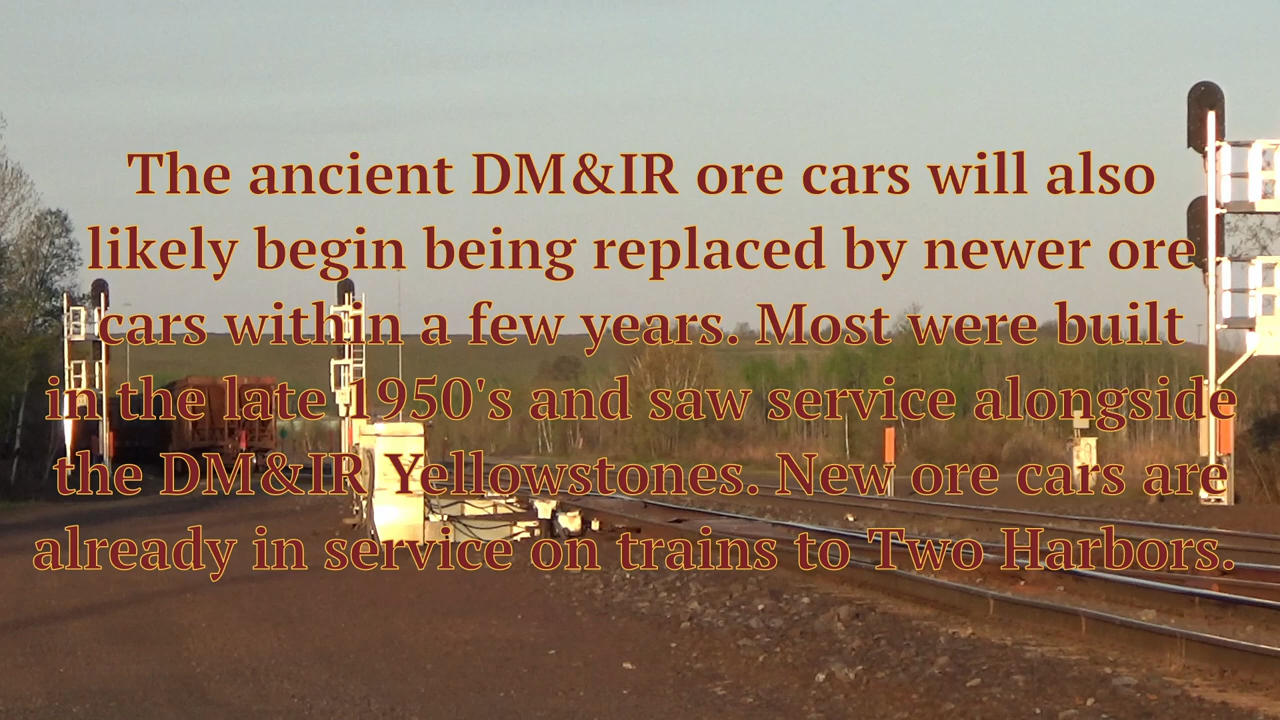 The ancient DM&IR ore cars will also
likely begin being replaced by newer ore
cars within a few years. Most were built
in the late 1950's and saw service alongside
the DM&IR Yellowstones. New ore cars are
already in service on trains to Two Harbors.